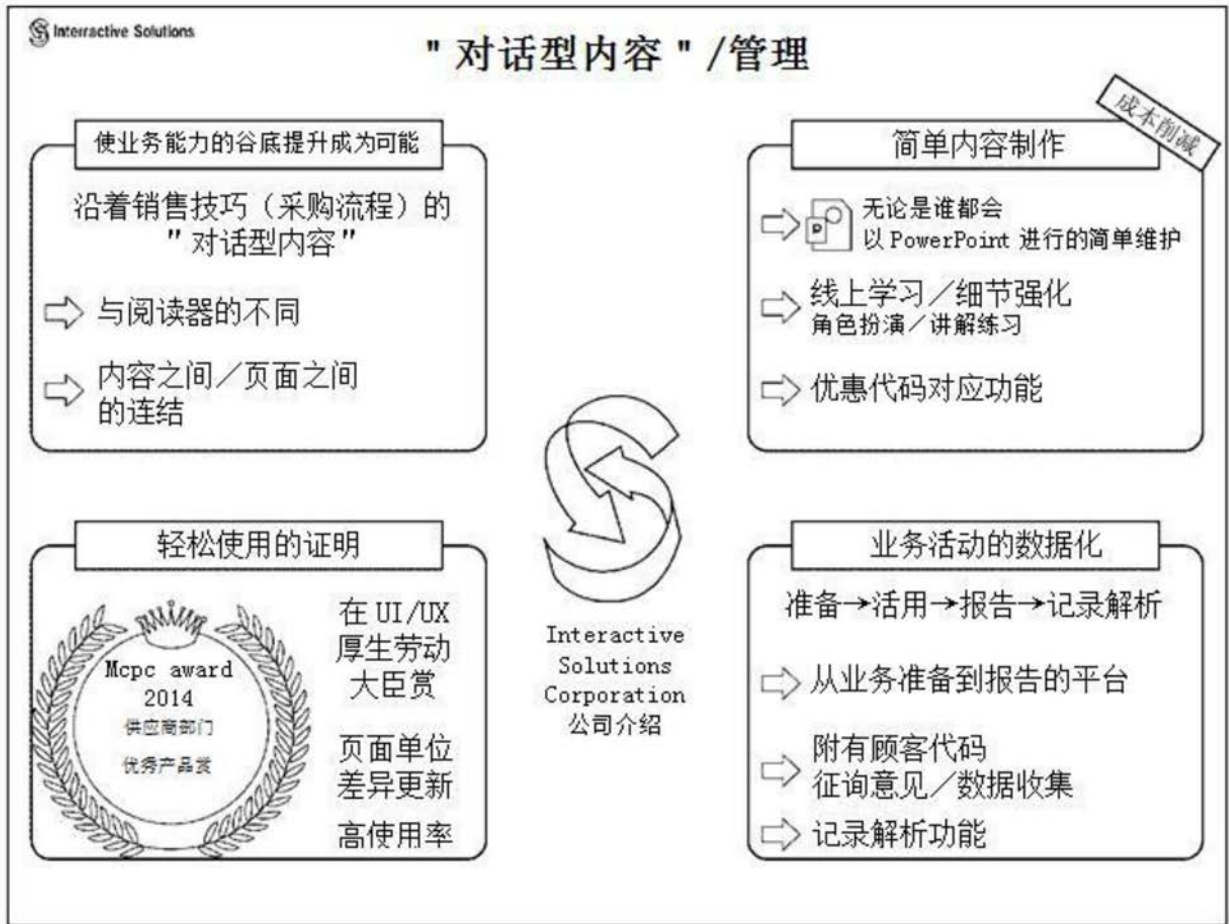 Interractive Solutions
"对话型内容"/管理
使业务能力的谷底提升成为可能
沿着销售技巧（采购流程）的
"对话型内容"
与阅读器的不同
内容之间／页面之间
的连结
成本削减
简单内容制作
P
无论是谁都会
以 PowerPoint 进行的简单维护
线上学习／细节强化
角色扮演／讲解练习
优惠代码对应功能
轻松使用的证明
Mcpc award
2014
供应商部门
优秀产品赏
在 UI/UX
厚生劳动
大臣赏
页面单位
差异更新
高使用率
Interactive
Solutions
Corporation
公司介绍
业务活动的数据化
准备→活用→报告→记录解析
从业务准备到报告的平台
附有顾客代码
征询意见／数据收集
记录解析功能